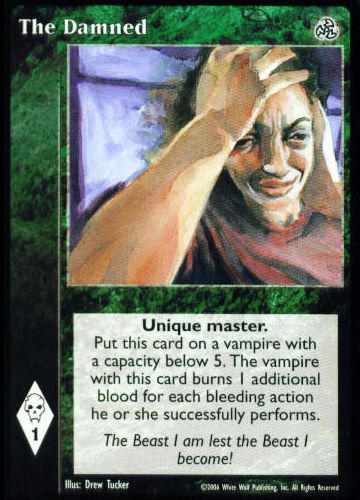 The Damned
Unique master.
Put this card on a vampire with
a capacity below 5. The vampire
with this card burns 1 additional
blood for each bleeding action
he or she successfully performs.
The Beast I am lest the Beast I
become!
1
Illus: Drew Tucker
©2006 White Wolf Publishing, Inc. All Rights Reserved